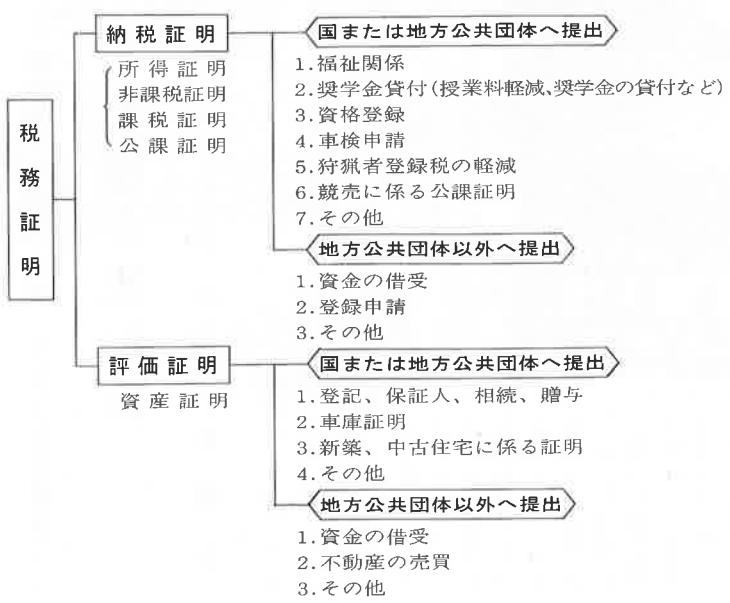 税務証明
納税証明
所得証明
非課税証明
課税証明
公課証明
国または地方公共団体へ提出
1.福祉関係
2.奨学金貸付(授業料軽減、奨学金の貸付など)
3.資格登録
4.車検申請
5.狩猟者登録税の軽減
6.競売に係る公課証明
7.その他
地方公共団体以外へ提出
1.資金の借受
2.登録申請
3.その他
評価証明
資産証明
国または地方公共団体へ提出
1.登記、保証人、相続、贈与
2.車庫証明
3.新築、中古住宅に係る証明
4.その他
地方公共団体以外へ提出
1.資金の借受
2.不動産の売買
3.その他